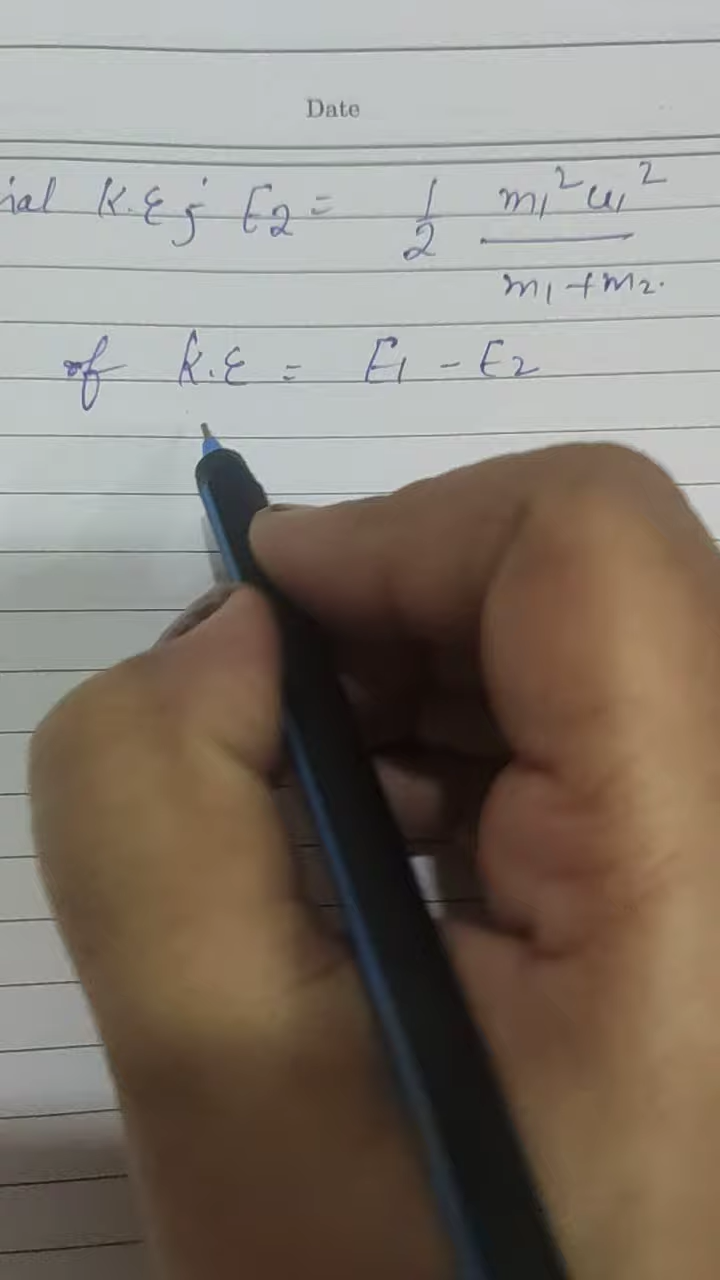 Date
ial K.E; E2 = 1/2 m1²u1²/m1+m2.
of K.E = E1 - E2